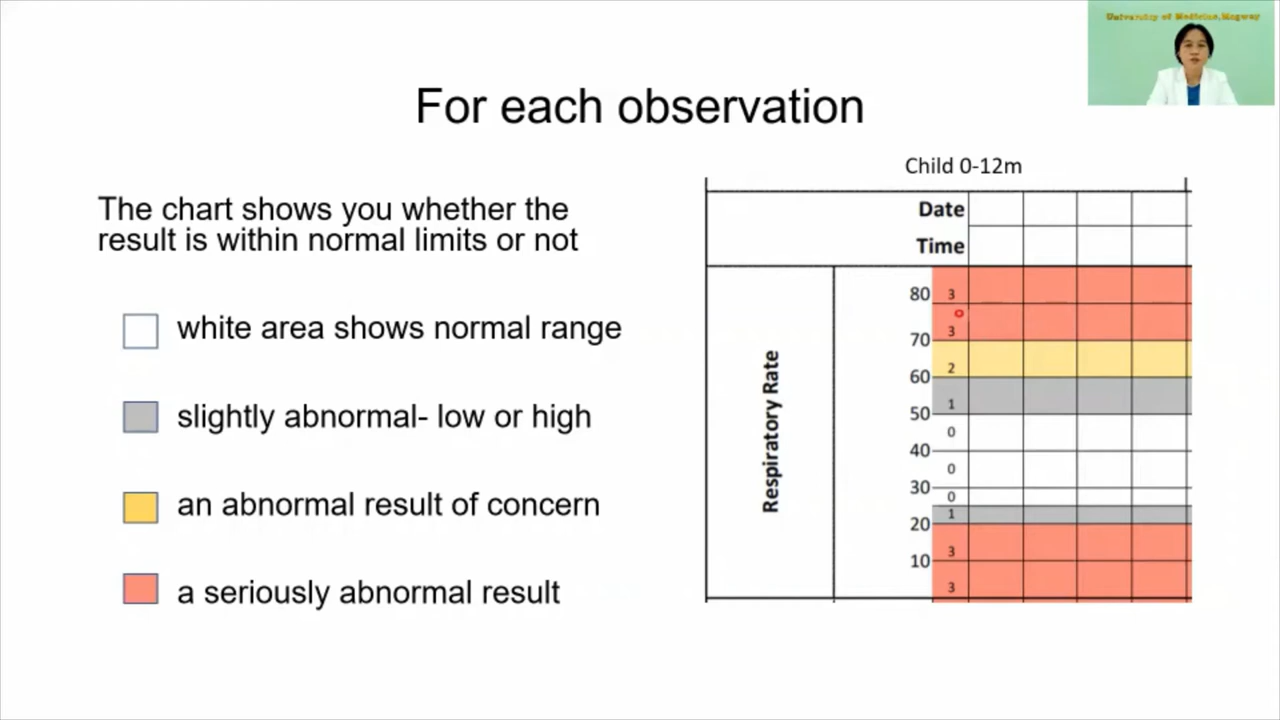 University of Medicine, Magway
For each observation
The chart shows you whether the
result is within normal limits or not
white area shows normal range
slightly abnormal- low or high
an abnormal result of concern
a seriously abnormal result
Child 0-12m
Date
Time
Respiratory Rate
80 3
3
70
2
60
1
50
0
40
0
30
0
1
20
3
10
3